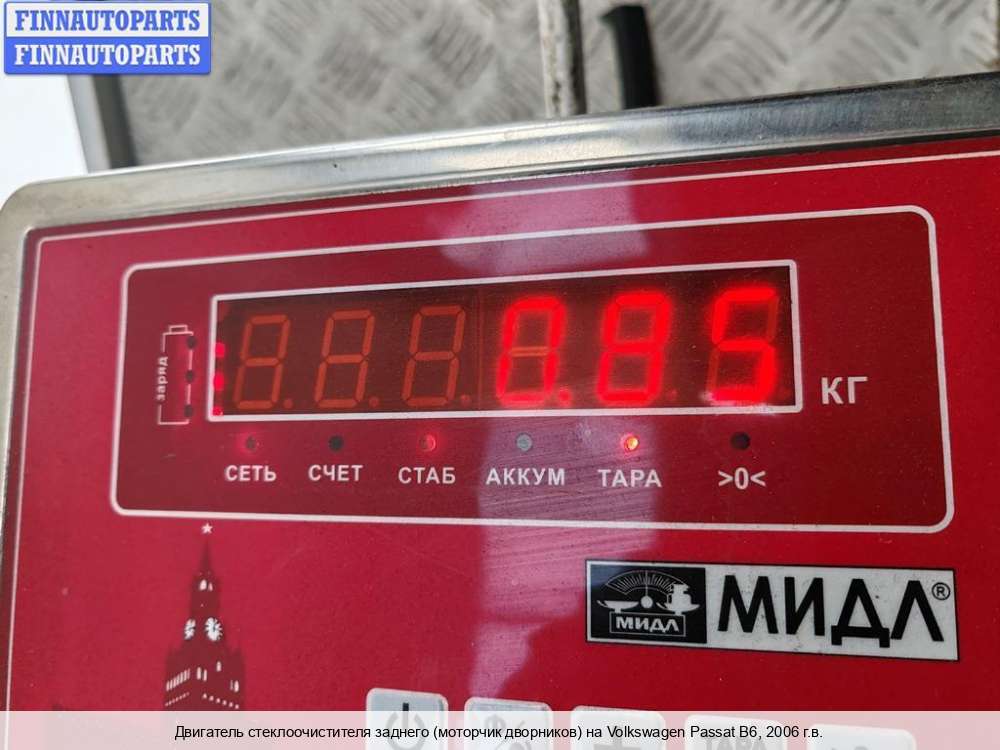 FINNAUTOPARTS
FINNAUTOPARTS
заряд
0.85
КГ
СЕТЬ СЧЕТ СТАБ АККУМ ТАРА >0<
МИДЛ
МИДЛ®
Двигатель стеклоочистителя заднего (моторчик дворников) на Volkswagen Passat B6, 2006 г.в.